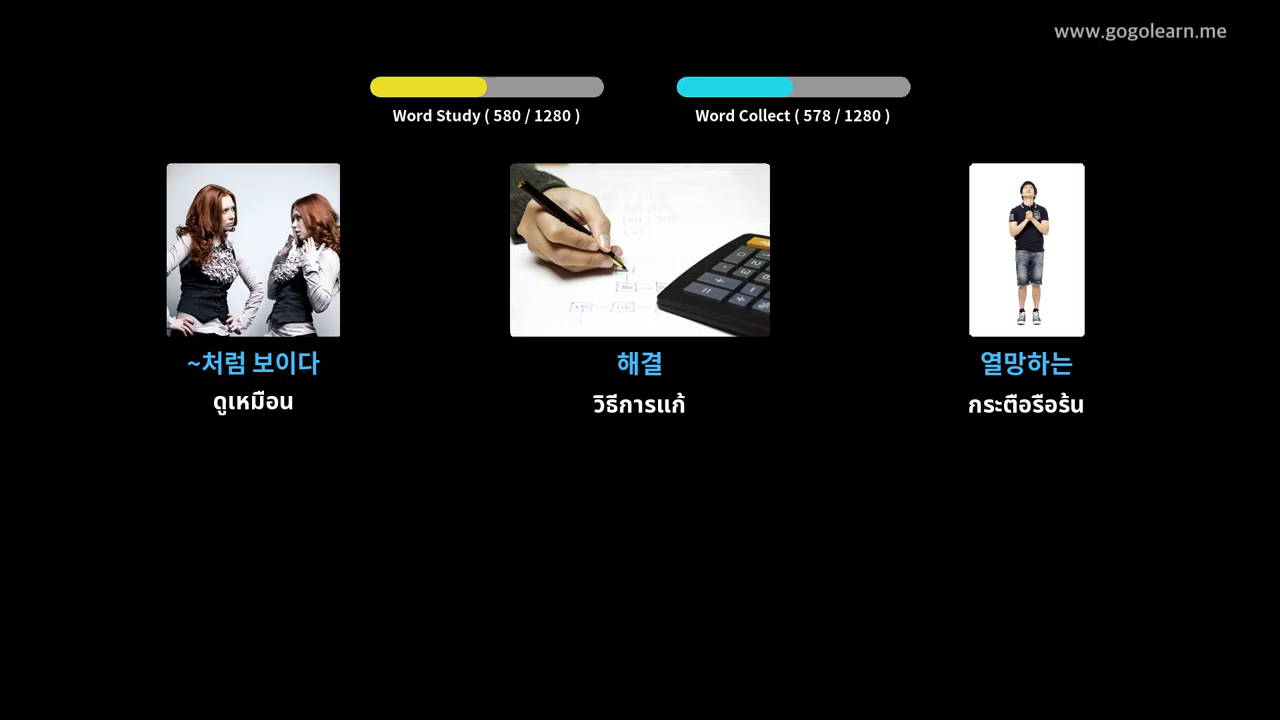 www.gogolearn.me
Word Study ( 580 / 1280 )
Word Collect ( 578 / 1280 )
~처럼 보이다
ดูเหมือน
해결
วิธีการแก้
열망하는
กระตือรือร้น